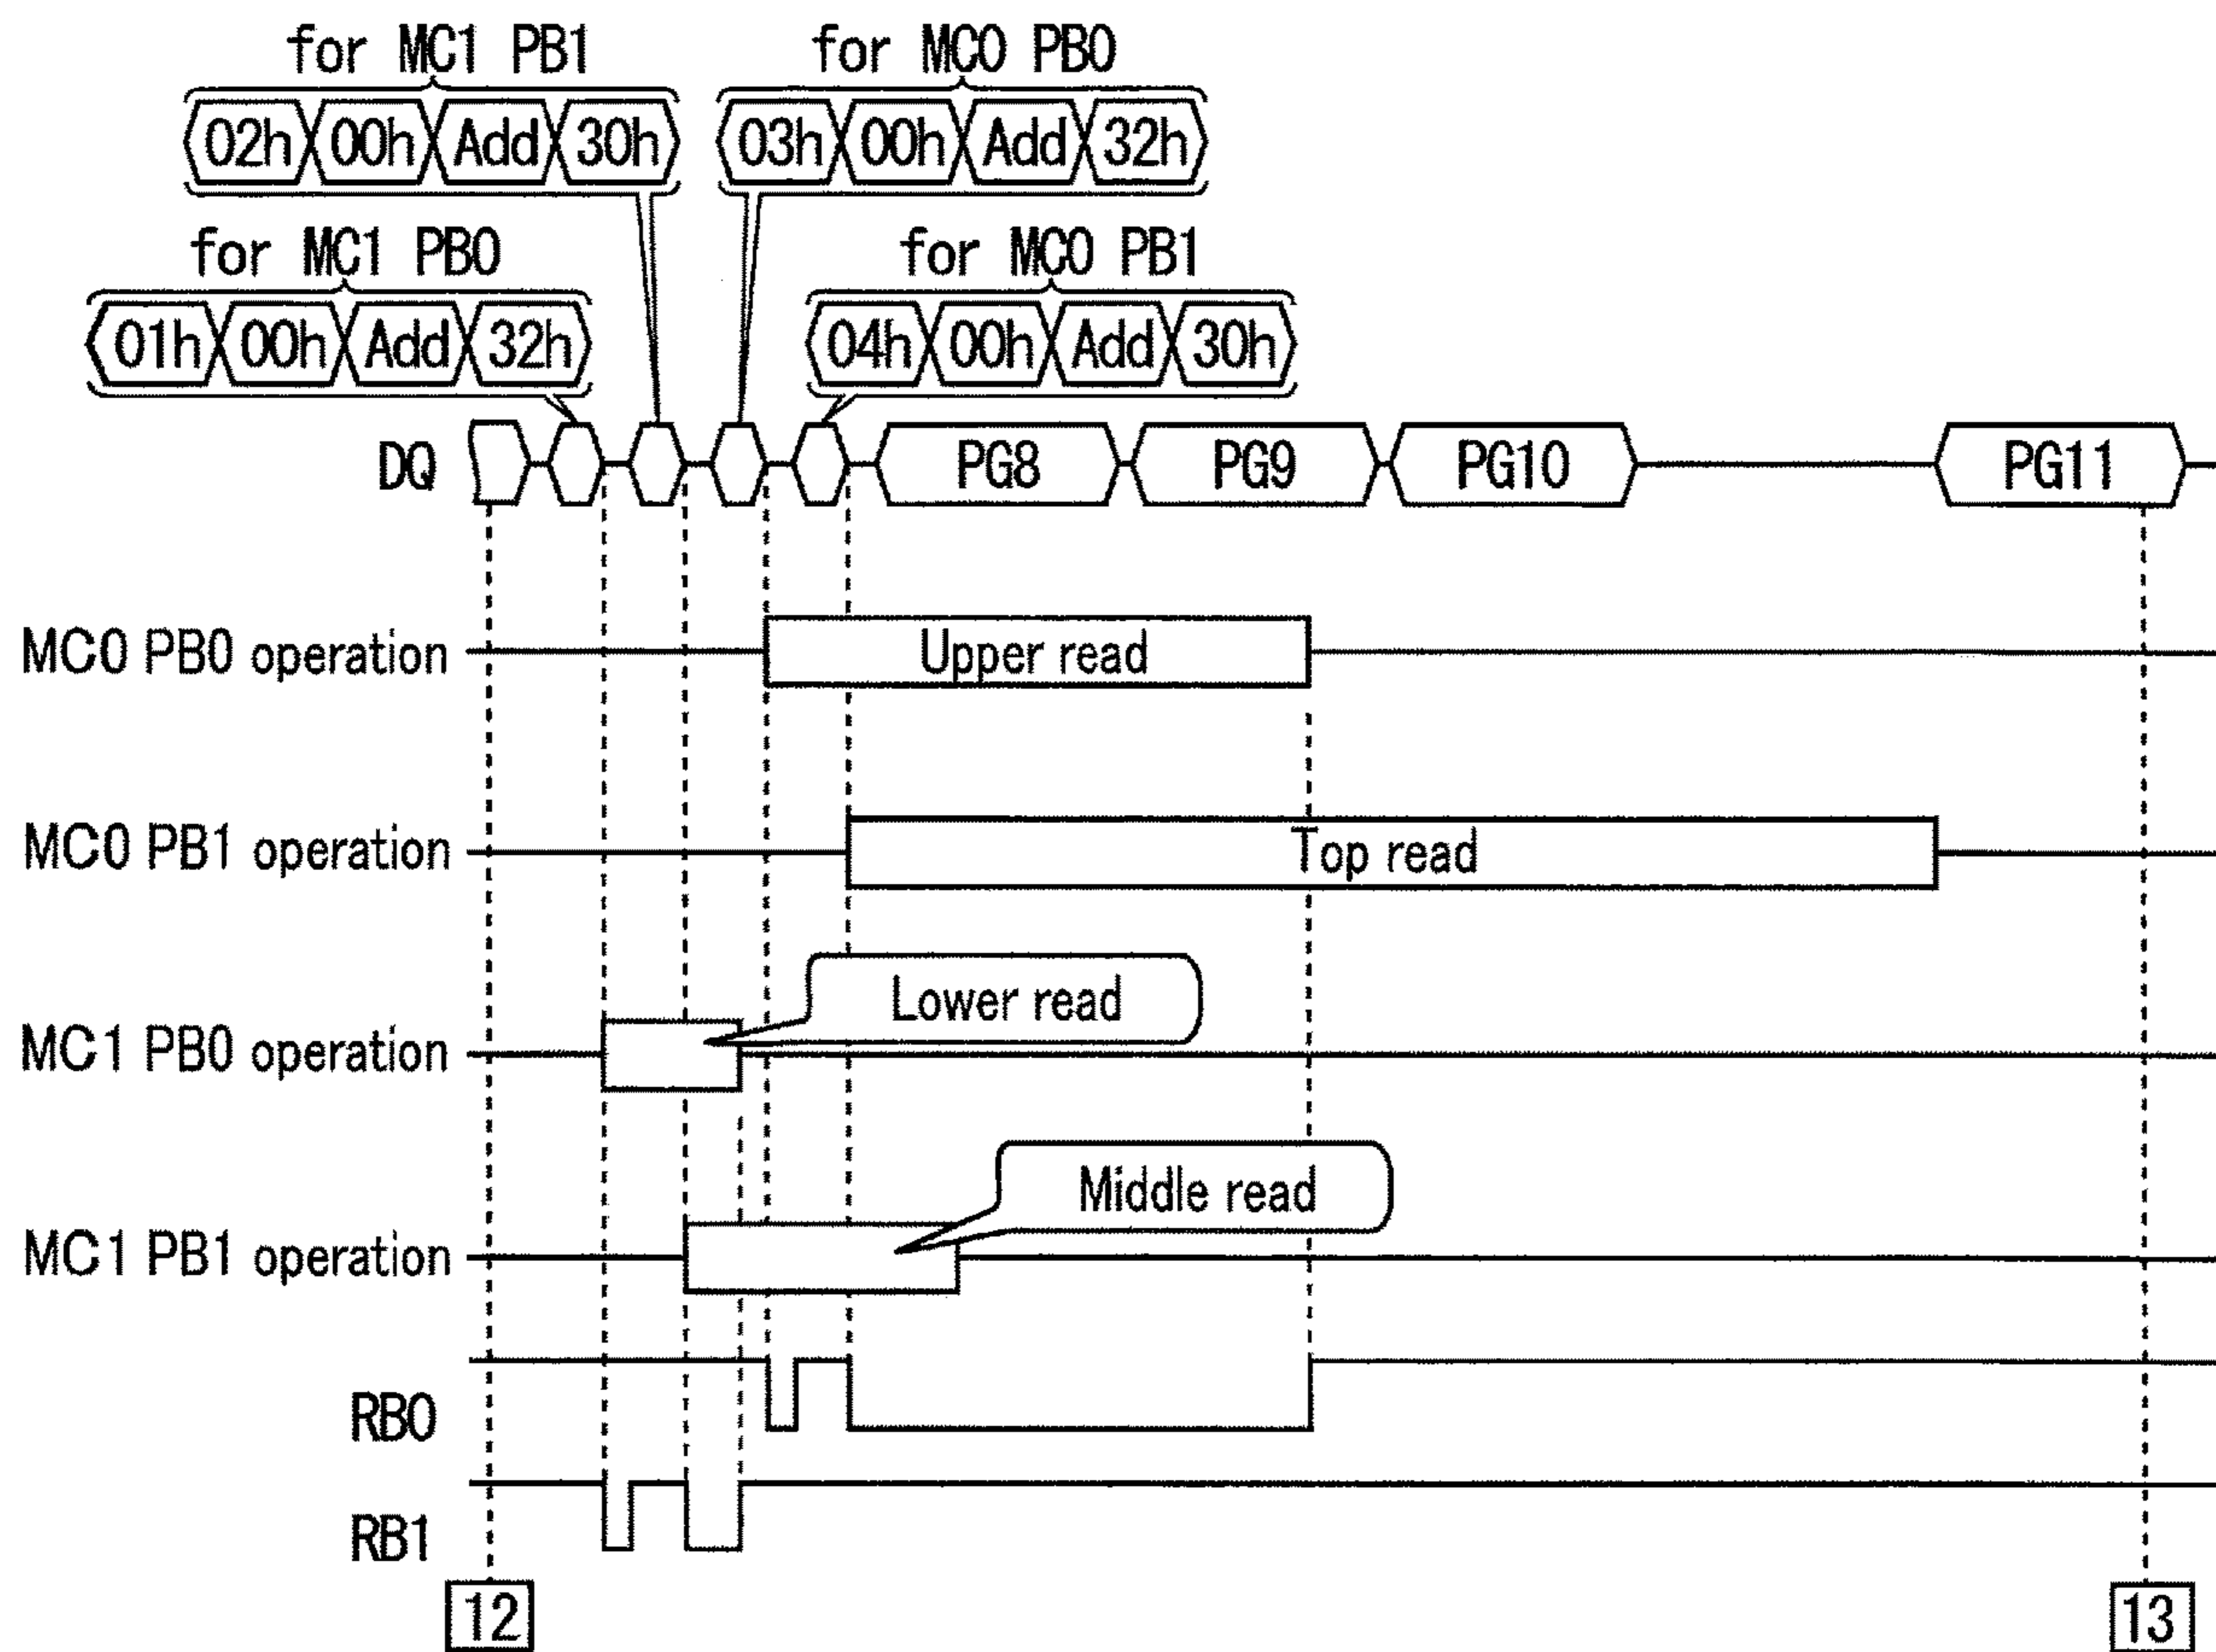 for MC1 PB1
for MC0 PB0
02h 00h Add 30h
03h 00h Add 32h
for MC1 PB0
for MC0 PB1
01h 00h Add 32h
04h 00h Add 30h
DQ PG8 PG9 PG10 PG11
MC0 PB0 operation Upper read
MC0 PB1 operation Top read
Lower read
MC1 PB0 operation
Middle read
MC1 PB1 operation
RB0
RB1
12 13